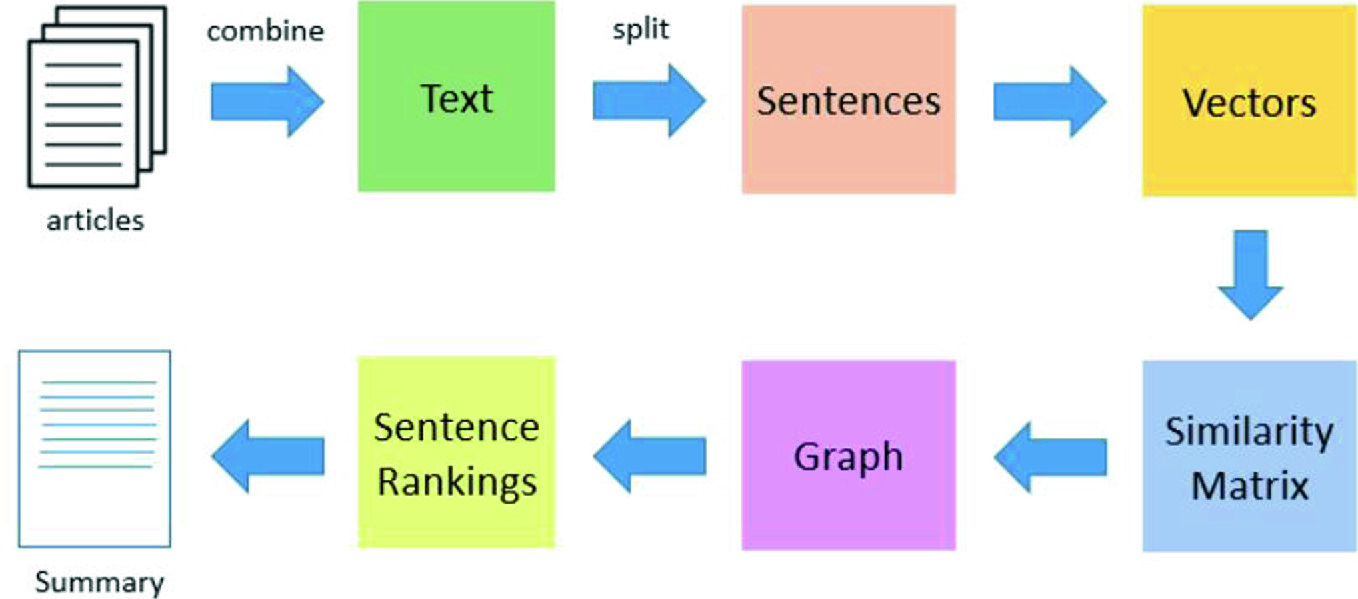 combine
split
Text
Sentences
Vectors
articles
Similarity
Matrix
Graph
Sentence
Rankings
Summary